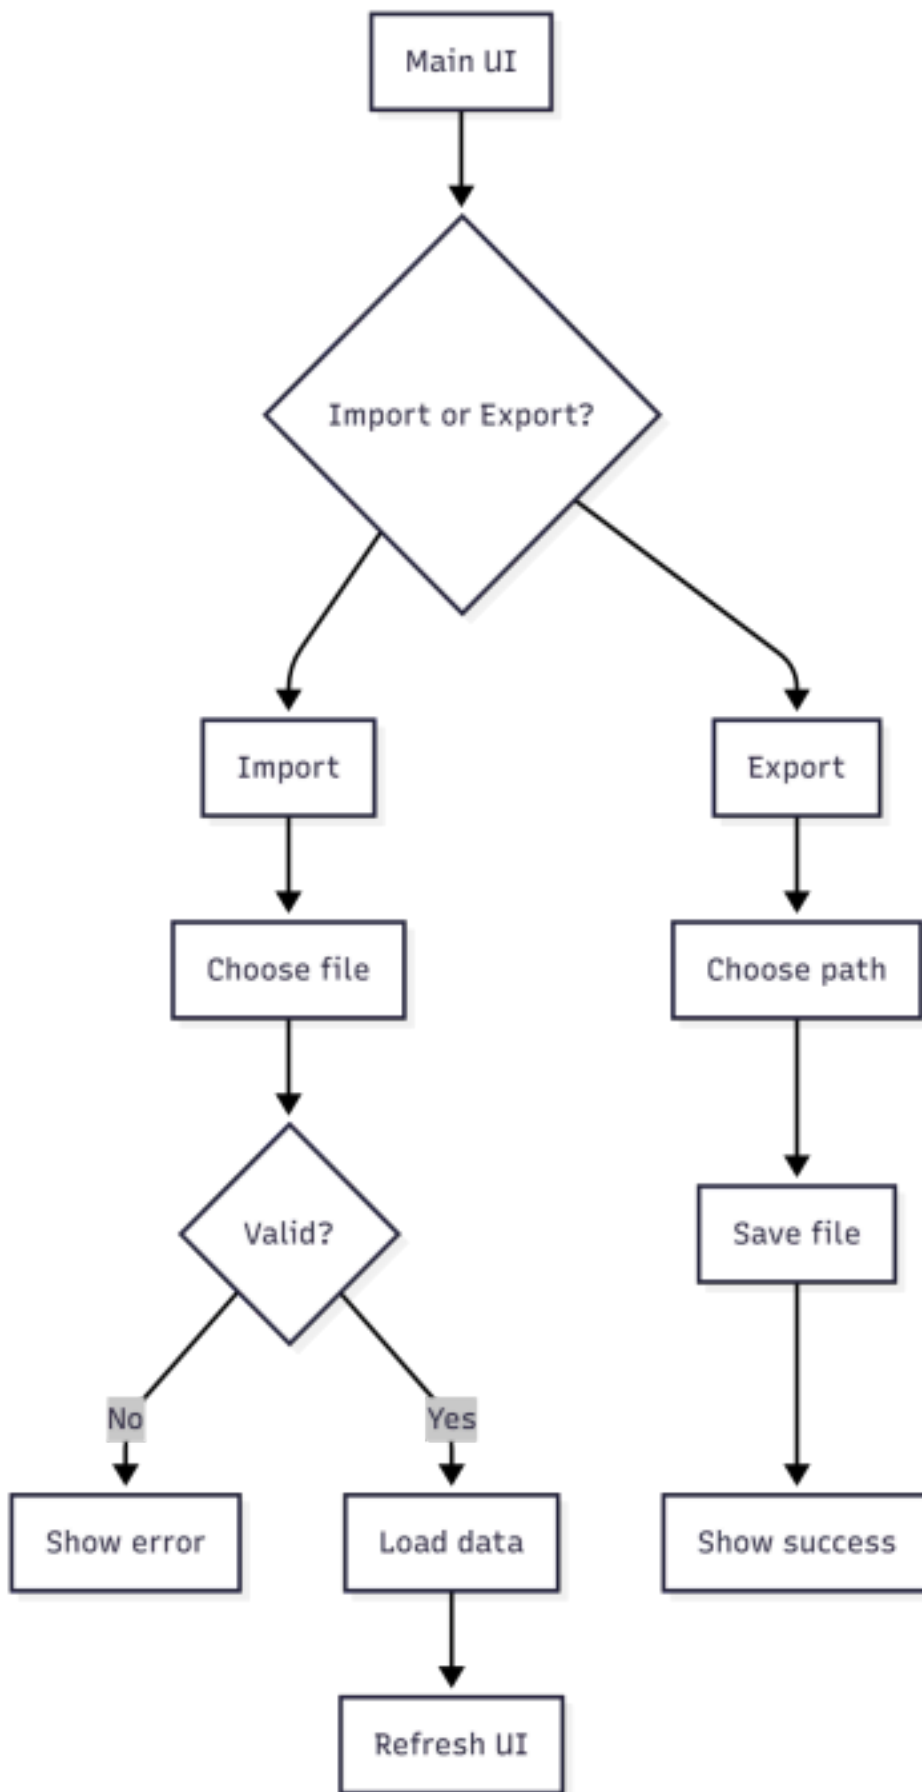 Main UI
Import or Export?
Import
Export
Choose file
Choose path
Valid?
Save file
No
Yes
Show error
Load data
Show success
Refresh UI